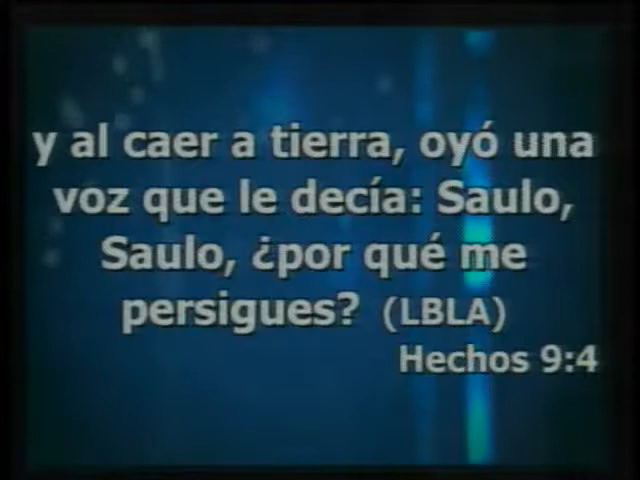 y al caer a tierra, oyó una
voz que le decía: Saulo,
Saulo, ¿por qué me
persigues? (LBLA)
Hechos 9:4